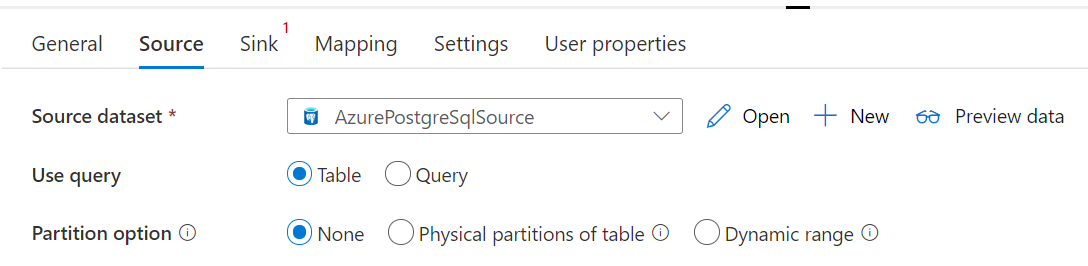 General Source Sink 1 Mapping Settings User properties
Source dataset * AzurePostgreSqlSource Open New Preview data
Use query Table Query
Partition option None Physical partitions of table Dynamic range